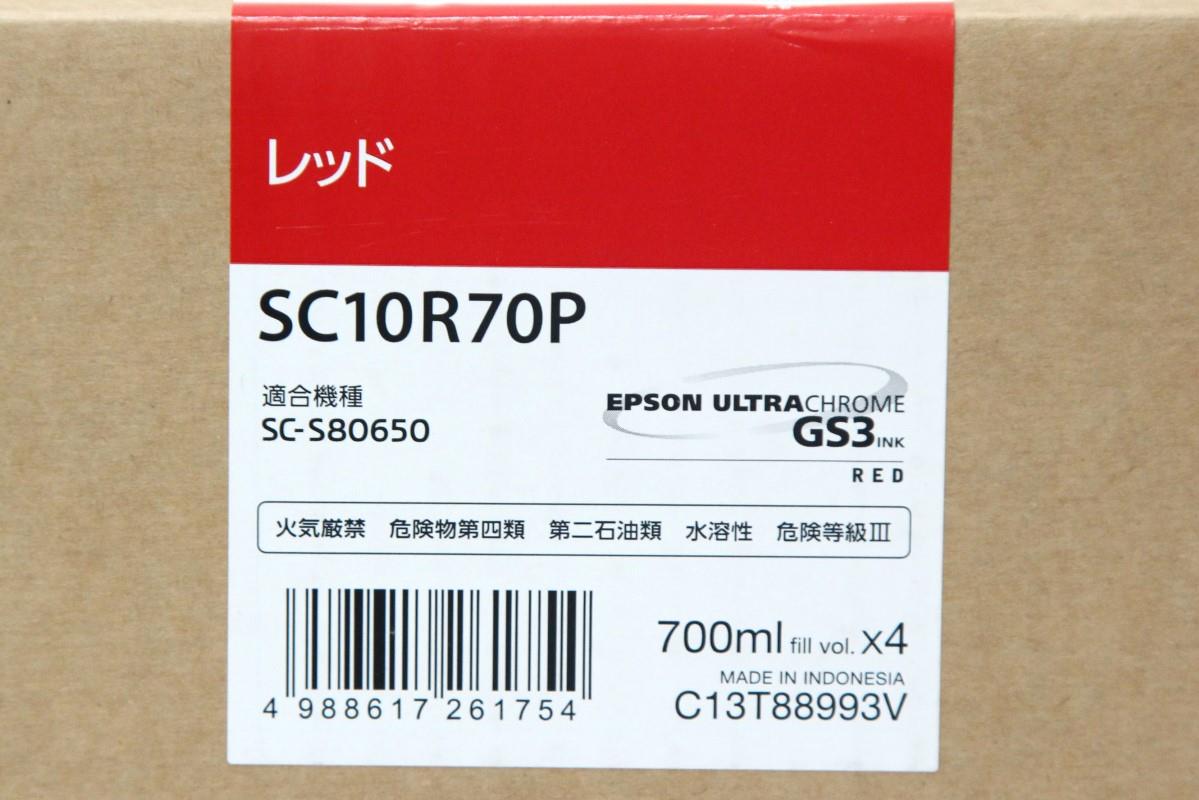 レッド
SC10R70P
適合機種
SC-S80650
EPSON ULTRACHROME
GS3 INK
RED
火気厳禁 危険物第四類 第二石油類 水溶性 危険等級Ⅲ
700ml fill vol. X4
MADE IN INDONESIA
C13T88993V
4 988617 261754